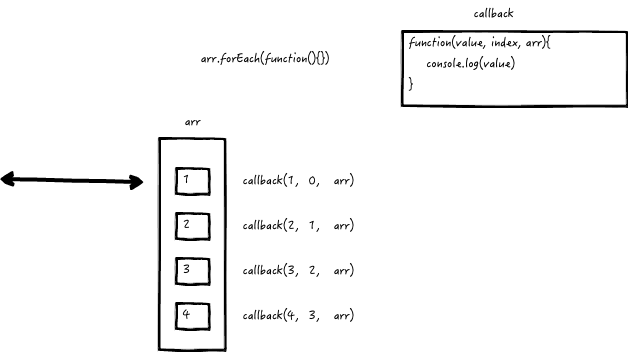 callback
function(value, index, arr){
console.log(value)
}
arr.forEach(function(){})
arr
1 callback(1, 0, arr)
2 callback(2, 1, arr)
3 callback(3, 2, arr)
4 callback(4, 3, arr)